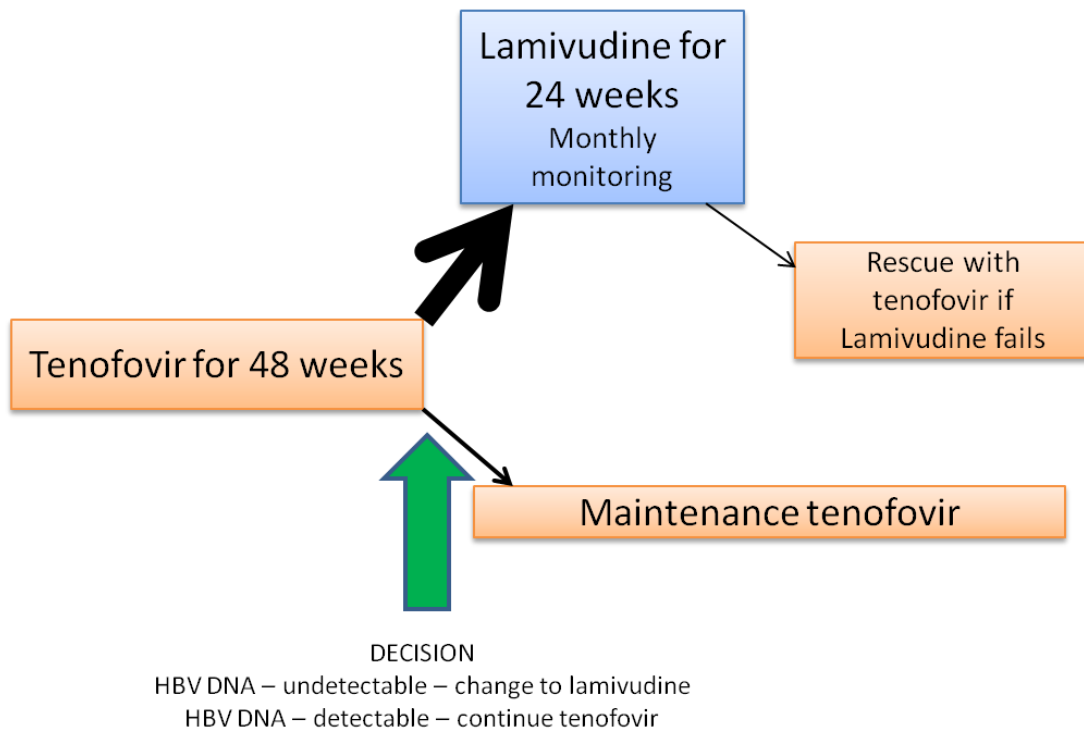 Lamivudine for
24 weeks
Monthly
monitoring
Rescue with
tenofovir if
Lamivudine fails
Tenofovir for 48 weeks
Maintenance tenofovir
DECISION
HBV DNA – undetectable – change to lamivudine
HBV DNA – detectable – continue tenofovir